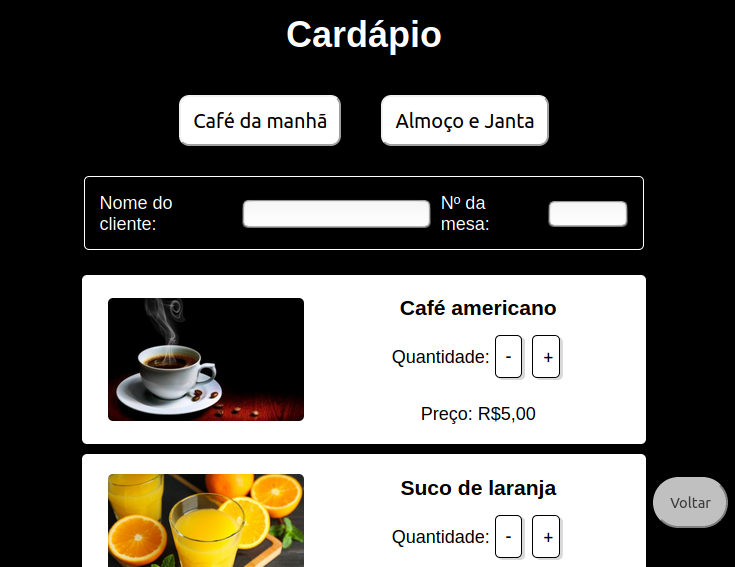 Cardápio
Café da manhã
Almoço e Janta
Nome do
cliente:
Nº da
mesa:
Café americano
Quantidade: - +
Preço: R$5,00
Suco de laranja
Quantidade: - +
Voltar